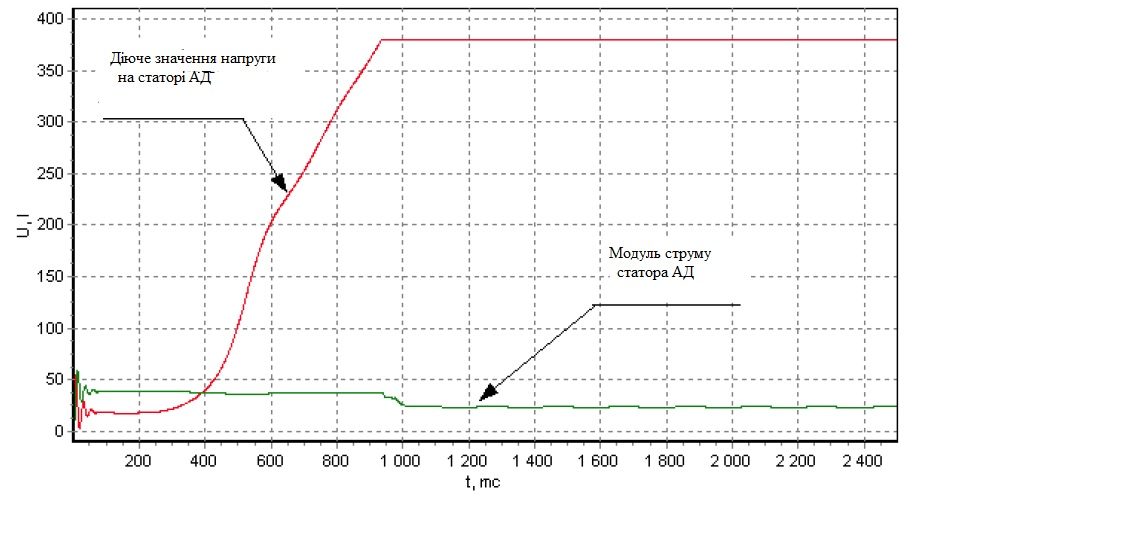 400
Діюче значення напруги
на статорі АД
350
300
250
200
150
100
50
0
U, I
Модуль струму
статора АД
200 400 600 800 1 000 1 200 1 400 1 600 1 800 2 000 2 200 2 400
t, mc